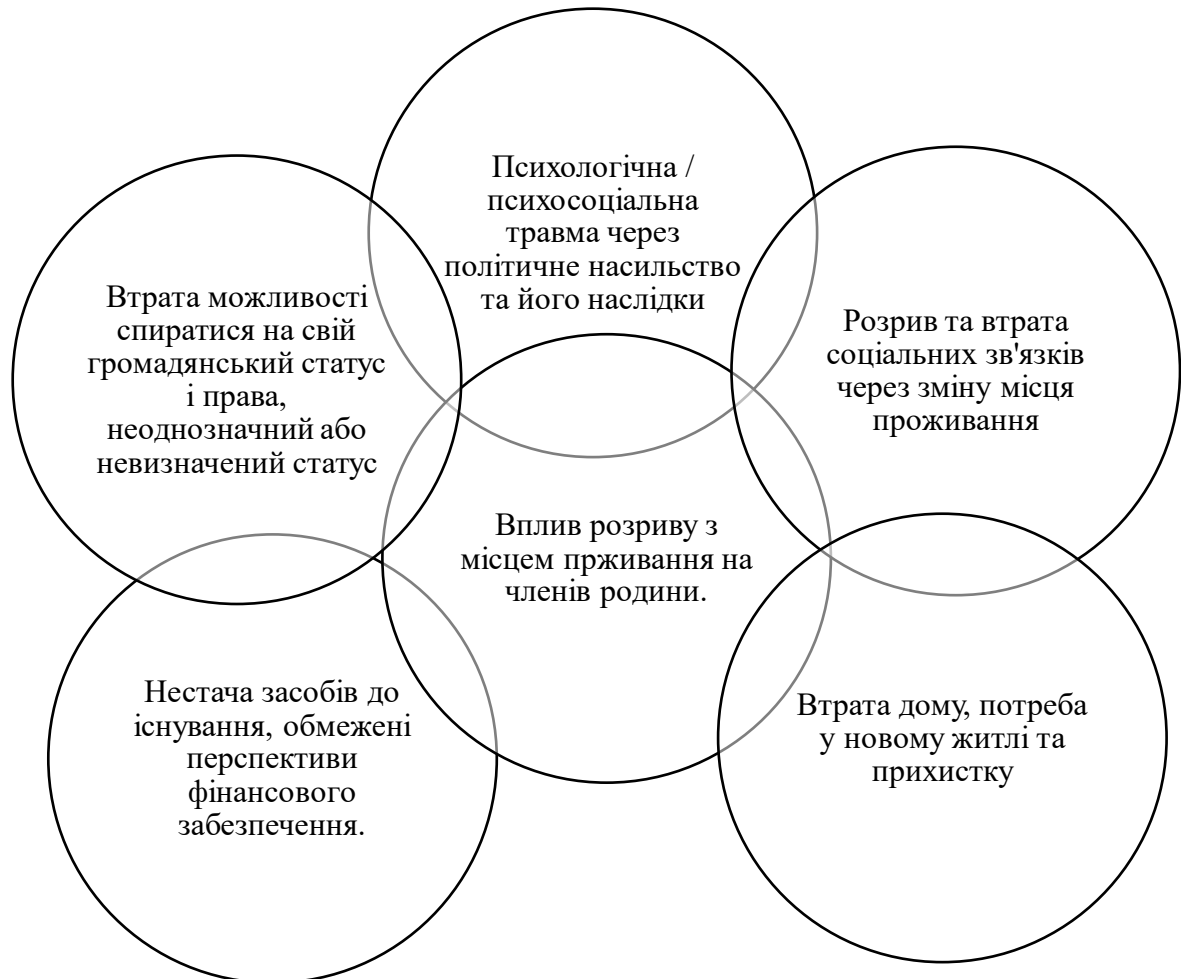 Психологічна /
психосоціальна
травма через
політичне насильство
та його наслідки
Втрата можливості
спиратися на свій
громадянський статус
і права,
неоднозначний або
невизначений статус
Розрив та втрата
соціальних зв'язків
через зміну місця
проживання
Вплив розриву з
місцем прживання на
членів родини.
Нестача засобів до
існування, обмежені
перспективи
фінансового
забезпечення.
Втрата дому, потреба
у новому житлі та
прихистку